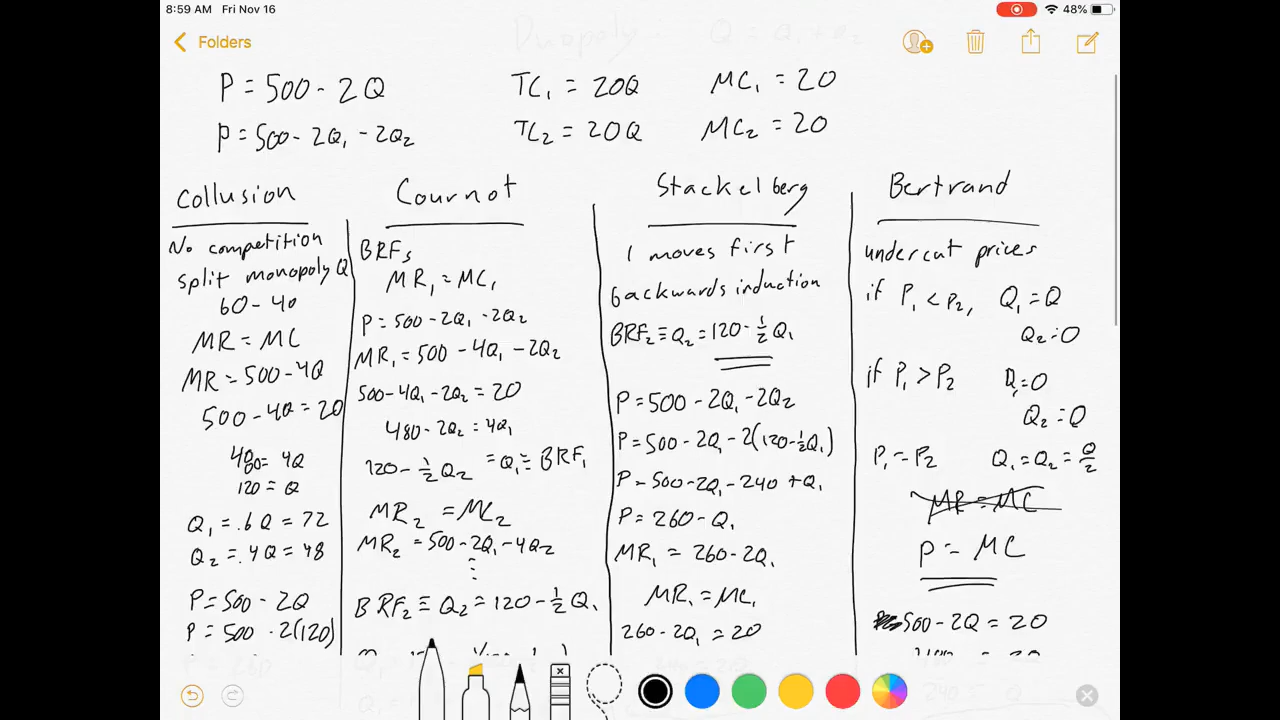 8:59 AM Fri Nov 16
48%
Folders
Duopoly Q = Q₁ + Q₂
P = 500 - 2Q
TC₁ = 20Q
MC₁ = 20
P = 500 - 2Q₁ - 2Q₂
TC₂ = 20Q
MC₂ = 20
Collusion
No competition
split monopoly Q
60 - 40
MR = MC
MR = 500 - 4Q
500 - 4Q = 20
480 = 4Q
120 = Q
Q₁ = .6Q = 72
Q₂ = .4Q = 48
P = 500 - 2Q
P = 500 - 2(120)
Cournot
BRFs
MR₁ = MC₁
P = 500 - 2Q₁ - 2Q₂
MR₁ = 500 - 4Q₁ - 2Q₂
500 - 4Q₁ - 2Q₂ = 20
480 - 2Q₂ = 4Q₁
120 - ½Q₂ = Q₁ ≡ BRF₁
MR₂ = MC₂
MR₂ = 500 - 2Q₁ - 4Q₂
⋮
BRF₂ ≡ Q₂ = 120 - ½Q₁
Stackelberg
1 moves first
backwards induction
BRF₂ ≡ Q₂ = 120 - ½Q₁
P = 500 - 2Q₁ - 2Q₂
P = 500 - 2Q₁ - 2(120 - ½Q₁)
P = 500 - 2Q₁ - 240 + Q₁
P = 260 - Q₁
MR₁ = 260 - 2Q₁
MR₁ = MC₁
260 - 2Q₁ = 20
Bertrand
undercut prices
if P₁ < P₂, Q₁ = Q
Q₂ = 0
if P₁ > P₂ Q₁ = 0
Q₂ = Q
P₁ = P₂ Q₁ = Q₂ = Q/2
MR = MC
P = MC
500 - 2Q = 20